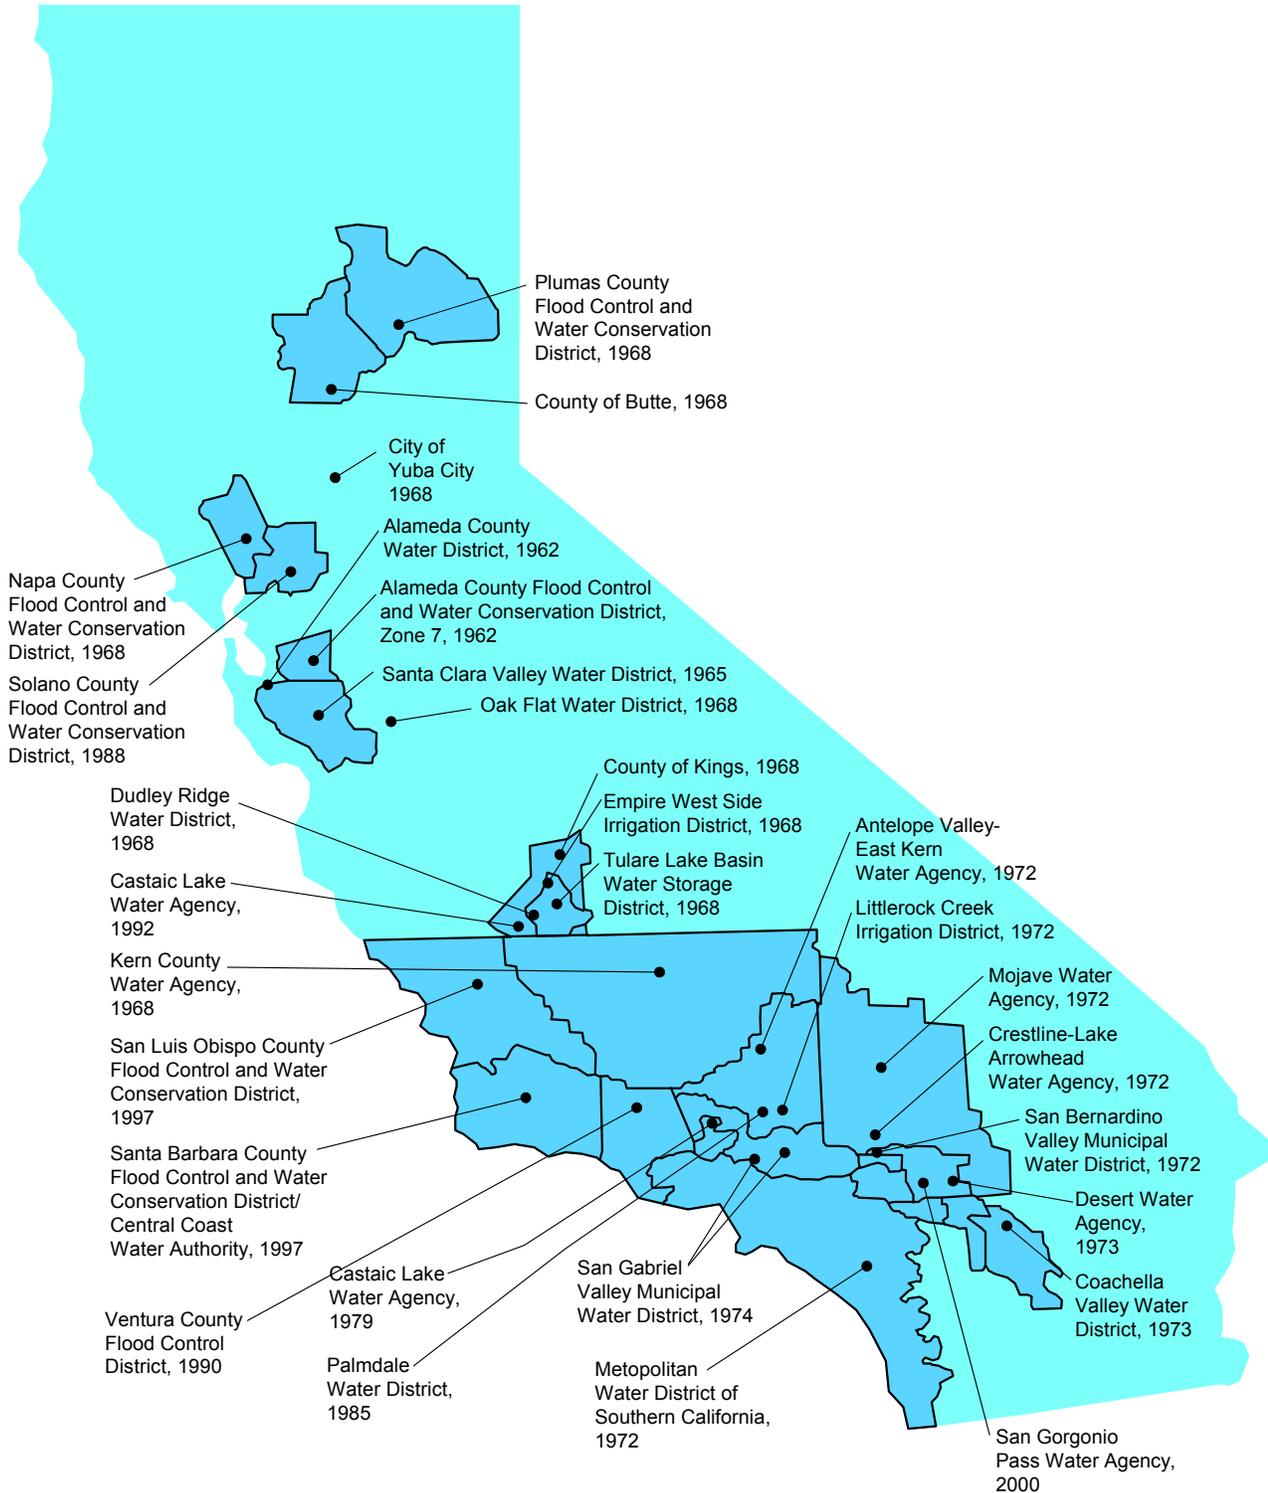 Plumas County
Flood Control and
Water Conservation
District, 1968
County of Butte, 1968
City of
Yuba City
1968
Alameda County
Water District, 1962
Napa County
Flood Control and
Water Conservation
District, 1968
Alameda County Flood Control
and Water Conservation District,
Zone 7, 1962
Solano County
Flood Control and
Water Conservation
District, 1988
Santa Clara Valley Water District, 1965
Oak Flat Water District, 1968
County of Kings, 1968
Dudley Ridge
Water District,
1968
Empire West Side
Irrigation District, 1968
Antelope Valley-
East Kern
Water Agency, 1972
Tulare Lake Basin
Water Storage
District, 1968
Castaic Lake
Water Agency,
1992
Littlerock Creek
Irrigation District, 1972
Kern County
Water Agency,
1968
Mojave Water
Agency, 1972
San Luis Obispo County
Flood Control and Water
Conservation District,
1997
Crestline-Lake
Arrowhead
Water Agency, 1972
San Bernardino
Valley Municipal
Water District, 1972
Santa Barbara County
Flood Control and Water
Conservation District/
Central Coast
Water Authority, 1997
Desert Water
Agency,
1973
Castaic Lake
Water Agency,
1979
San Gabriel
Valley Municipal
Water District, 1974
Coachella
Valley Water
District, 1973
Ventura County
Flood Control
District, 1990
Palmdale
Water District,
1985
Metopolitan
Water District of
Southern California,
1972
San Gorgonio
Pass Water Agency,
2000